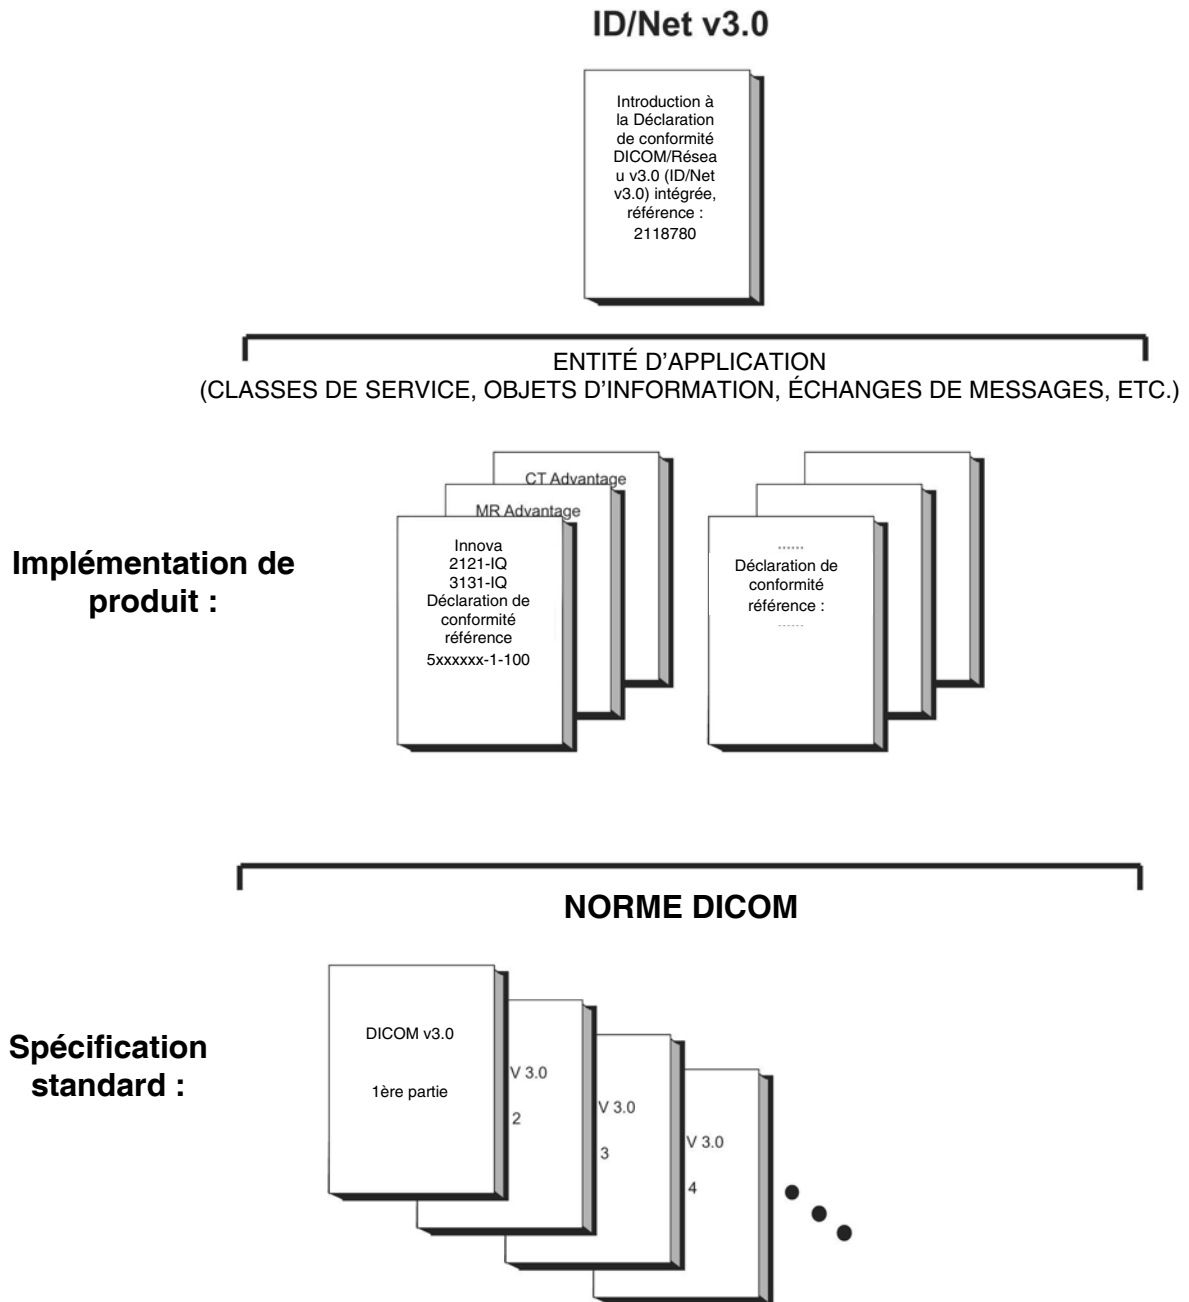 ID/Net v3.0
Introduction à
la Déclaration
de conformité
DICOM/Résea
u v3.0 (ID/Net
v3.0) intégrée,
référence :
2118780
ENTITÉ D’APPLICATION
(CLASSES DE SERVICE, OBJETS D’INFORMATION, ÉCHANGES DE MESSAGES, ETC.)
CT Advantage
MR Advantage
Innova
2121-IQ
3131-IQ
Déclaration de
conformité
référence
5xxxxxx-1-100
......
Déclaration de
conformité
référence :
......
Implémentation de
produit :
NORME DICOM
DICOM v3.0
1ère partie
V 3.0
2
V 3.0
3
V 3.0
4
Spécification
standard :